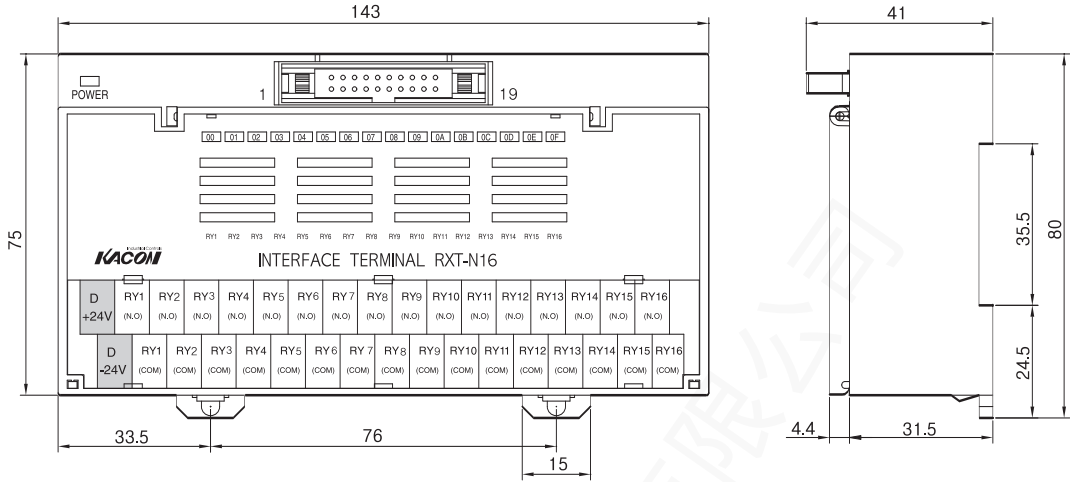 143
41
POWER
1
19
00 01 02 03 04 05 06 07 08 09 0A 0B 0C 0D 0E 0F
RY1 RY2 RY3 RY4 RY5 RY6 RY7 RY8 RY9 RY10 RY11 RY12 RY13 RY14 RY15 RY16
Industrial Controls
KACON
INTERFACE TERMINAL RXT-N16
D RY1 RY2 RY3 RY4 RY5 RY6 RY7 RY8 RY9 RY10 RY11 RY12 RY13 RY14 RY15 RY16
+24V (N.O) (N.O) (N.O) (N.O) (N.O) (N.O) (N.O) (N.O) (N.O) (N.O) (N.O) (N.O) (N.O) (N.O) (N.O) (N.O)
D RY1 RY2 RY3 RY4 RY5 RY6 RY7 RY8 RY9 RY10 RY11 RY12 RY13 RY14 RY15 RY16
-24V (COM) (COM) (COM) (COM) (COM) (COM) (COM) (COM) (COM) (COM) (COM) (COM) (COM) (COM) (COM) (COM)
75
35.5
80
24.5
33.5
76
15
4.4
31.5
限公司